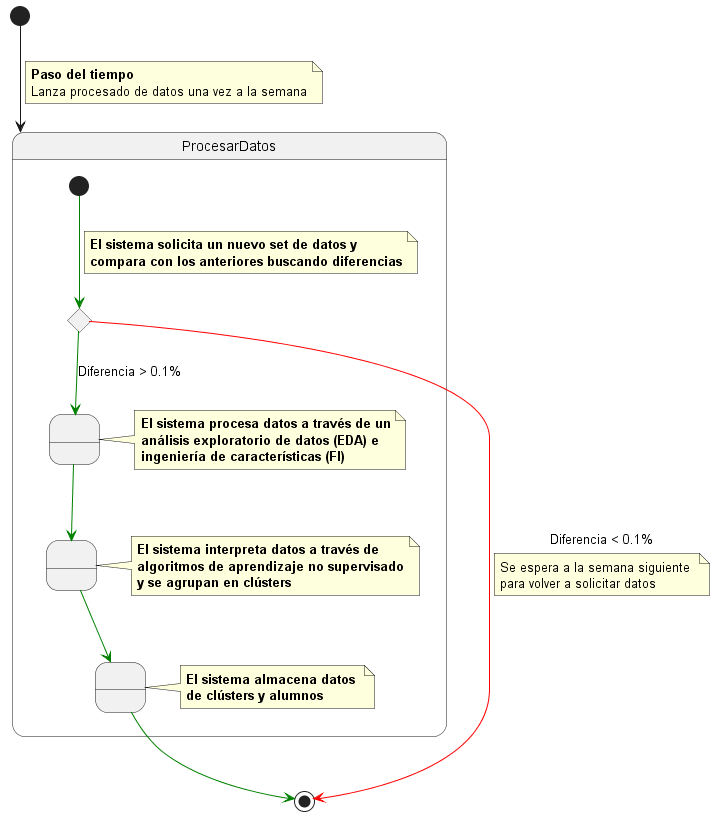 Paso del tiempo
Lanza procesado de datos una vez a la semana
ProcesarDatos
El sistema solicita un nuevo set de datos y
compara con los anteriores buscando diferencias
Diferencia > 0.1%
El sistema procesa datos a través de un
análisis exploratorio de datos (EDA) e
ingeniería de características (FI)
Diferencia < 0.1%
Se espera a la semana siguiente
para volver a solicitar datos
El sistema interpreta datos a través de
algoritmos de aprendizaje no supervisado
y se agrupan en clústers
El sistema almacena datos
de clústers y alumnos